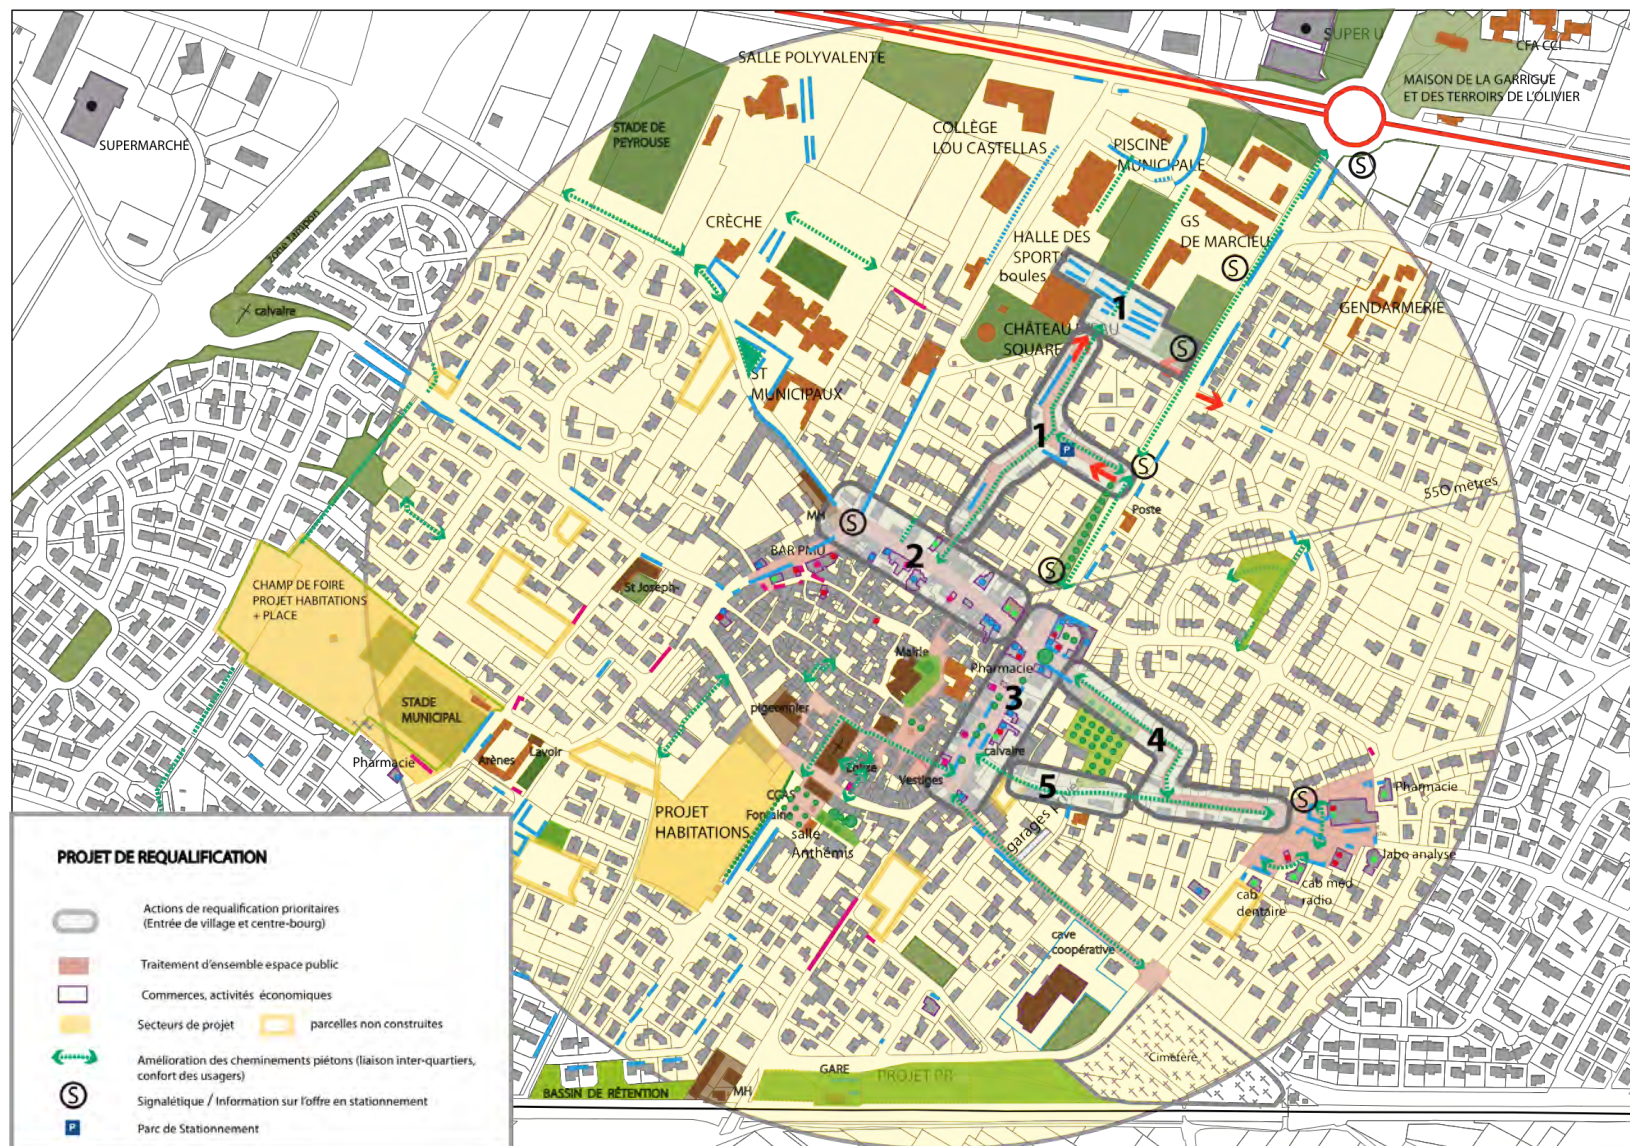 SALLE POLYVALENTE
SUPER U
CFA CCI
MAISON DE LA GARRIGUE
ET DES TERROIRS DE L'OLIVIER
SUPERMARCHE
STADE DE
PEYROUSE
COLLÈGE
LOU CASTELLAS
PISCINE
MUNICIPALE
S
zone tampon
CRÈCHE
GS
DE MARCIEU
HALLE DES
SPORT
boules
S
calvaire
1
GENDARMERIE
CHÂTEAU
SQUARE
S
ST
MUNICIPAUX
1
P
S
550 mètres
MH
S
Poste
BAR PMU
2
S
St Joseph
CHAMP DE FOIRE
PROJET HABITATIONS
+ PLACE
Mairie
Pharmacie
3
STADE
MUNICIPAL
pigeonnier
4
calvaire
Pharmacie
Arènes
Lavoir
Eglise
Vestiges
5
S
Pharmacie
PROJET
HABITATIONS
Fontaine
salle
Anthémis
garages
labo analyse
cab med
radio
cab
dentaire
cave
coopérative
Cimetère
GARE
PROJET PR
MH
BASSIN DE RÉTENTION
PROJET DE REQUALIFICATION
Actions de requalification prioritaires
(Entrée de village et centre-bourg)
Traitement d'ensemble espace public
Commerces, activités économiques
Secteurs de projet
parcelles non construites
Amélioration des cheminements piétons (liaison inter-quartiers,
confort des usagers)
S
Signalétique / Information sur l'offre en stationnement
P
Parc de Stationnement